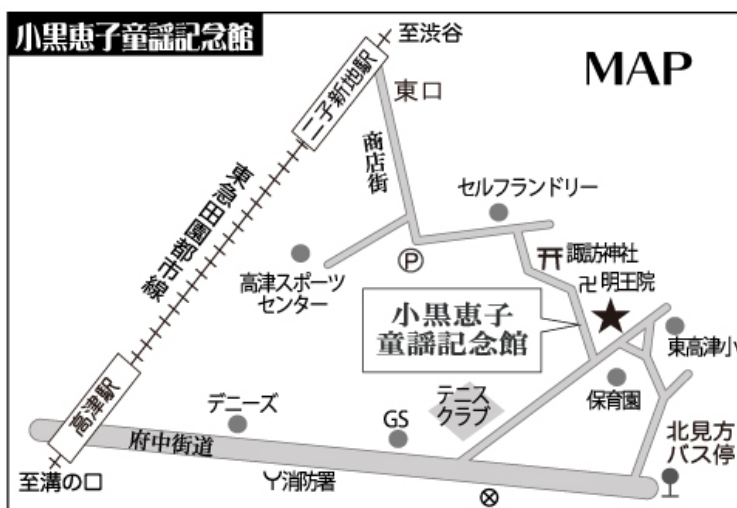 小黒恵子童謡記念館
至渋谷
MAP
二子新地駅
東口
商店街
セルフランドリー
東急田園都市線
P
高津スポーツ
センター
諏訪神社
卍明王院
小黒恵子
童謡記念館
東高津小
高津駅
デニーズ
テニス
クラブ
保育園
GS
府中街道
北見方
バス停
至溝の口
消防署